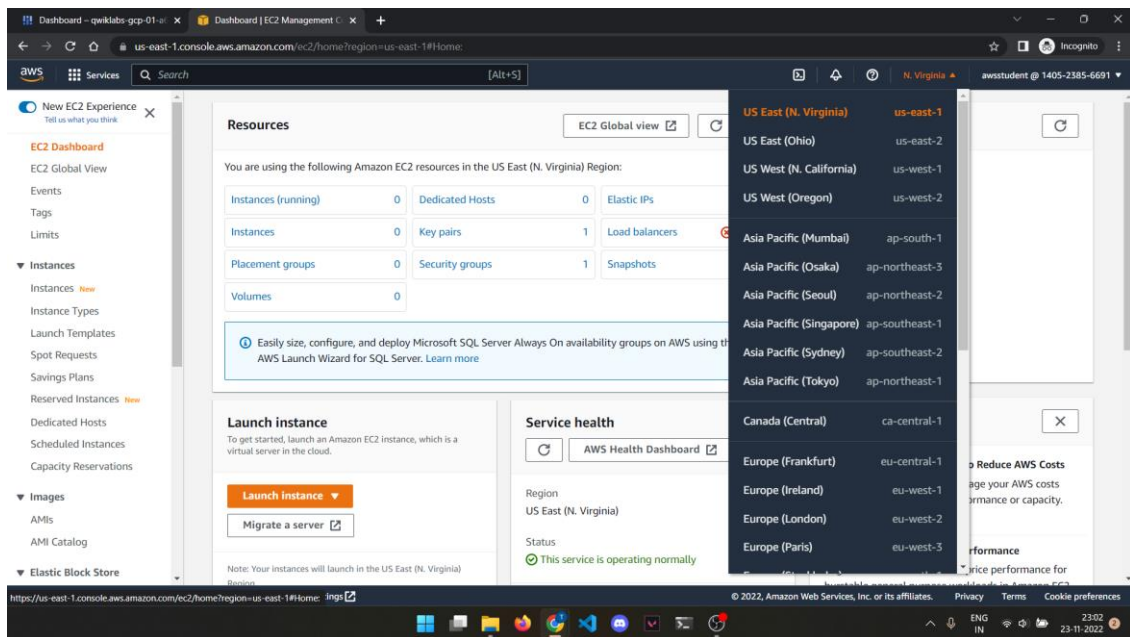 Dashboard – qwiklabs-gcp-01-a
Dashboard | EC2 Management C
us-east-1.console.aws.amazon.com/ec2/home?region=us-east-1#Home:
Incognito
aws
Services
Search
[Alt+S]
N. Virginia
awsstudent @ 1405-2385-6691
New EC2 Experience
Tell us what you think
EC2 Dashboard
EC2 Global View
Events
Tags
Limits
Instances
Instances New
Instance Types
Launch Templates
Spot Requests
Savings Plans
Reserved Instances New
Dedicated Hosts
Scheduled Instances
Capacity Reservations
Images
AMIs
AMI Catalog
Elastic Block Store
Resources
EC2 Global view
You are using the following Amazon EC2 resources in the US East (N. Virginia) Region:
Instances (running) 0 Dedicated Hosts 0 Elastic IPs
Instances 0 Key pairs 1 Load balancers
Placement groups 0 Security groups 1 Snapshots
Volumes 0
Easily size, configure, and deploy Microsoft SQL Server Always On availability groups on AWS using th
AWS Launch Wizard for SQL Server. Learn more
Launch instance
To get started, launch an Amazon EC2 instance, which is a
virtual server in the cloud.
Launch instance
Migrate a server
Note: Your instances will launch in the US East (N. Virginia)
Region
Service health
AWS Health Dashboard
Region
US East (N. Virginia)
Status
This service is operating normally
US East (N. Virginia) us-east-1
US East (Ohio) us-east-2
US West (N. California) us-west-1
US West (Oregon) us-west-2
Asia Pacific (Mumbai) ap-south-1
Asia Pacific (Osaka) ap-northeast-3
Asia Pacific (Seoul) ap-northeast-2
Asia Pacific (Singapore) ap-southeast-1
Asia Pacific (Sydney) ap-southeast-2
Asia Pacific (Tokyo) ap-northeast-1
Canada (Central) ca-central-1
Europe (Frankfurt) eu-central-1
Europe (Ireland) eu-west-1
Europe (London) eu-west-2
Europe (Paris) eu-west-3
o Reduce AWS Costs
age your AWS costs
ormance or capacity.
rformance
rice performance for
https://us-east-1.console.aws.amazon.com/ec2/home?region=us-east-1#Home: ings
© 2022, Amazon Web Services, Inc. or its affiliates. Privacy Terms Cookie preferences
ENG
IN
23:02
23-11-2022
2